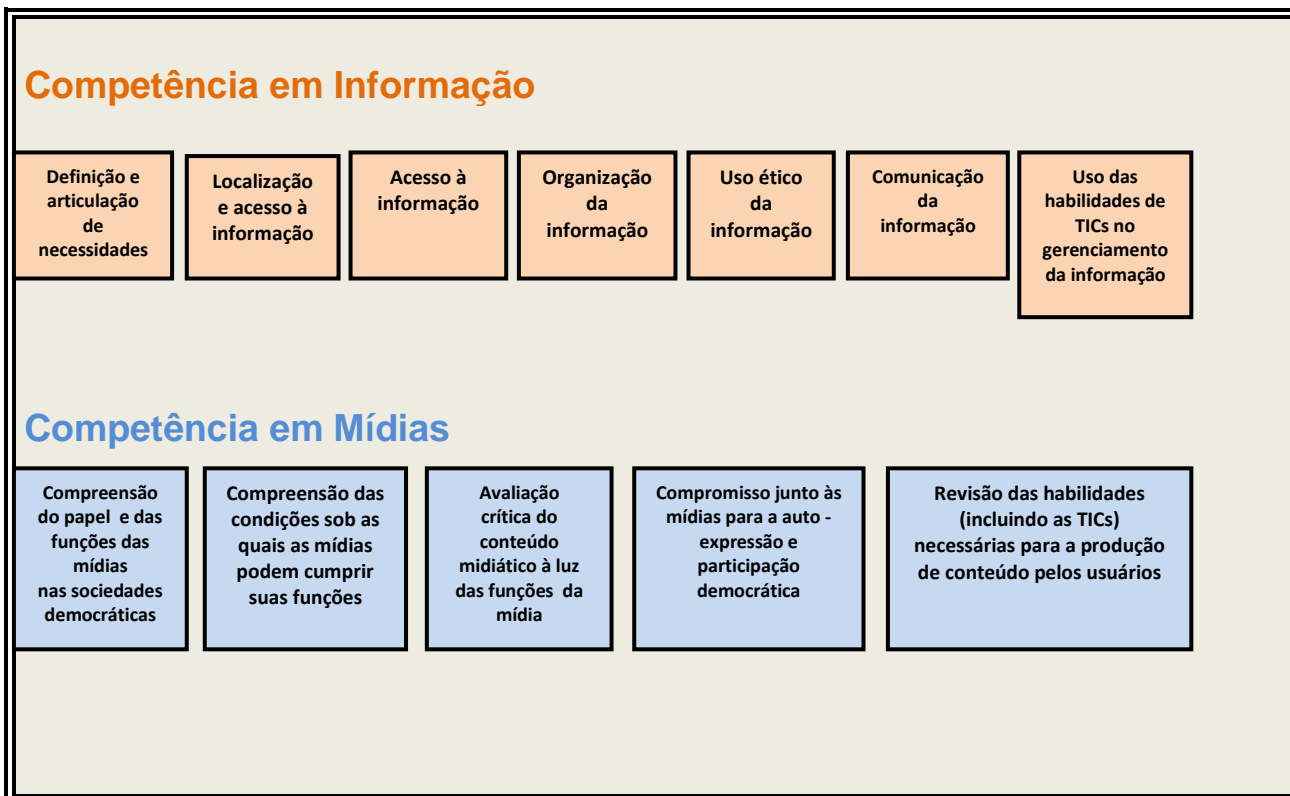 Competência em Informação
Definição e
articulação
de
necessidades
Localização
e acesso à
informação
Acesso à
informação
Organização
da
informação
Uso ético
da
informação
Comunicação
da
informação
Uso das
habilidades de
TICs no
gerenciamento
da informação
Competência em Mídias
Compreensão
do papel e das
funções das
mídias
nas sociedades
democráticas
Compreensão das
condições sob as
quais as mídias
podem cumprir
suas funções
Avaliação
crítica do
conteúdo
midiático à luz
das funções da
mídia
Compromisso junto às
mídias para a auto -
expressão e
participação
democrática
Revisão das habilidades
(incluindo as TICs)
necessárias para a produção
de conteúdo pelos usuários